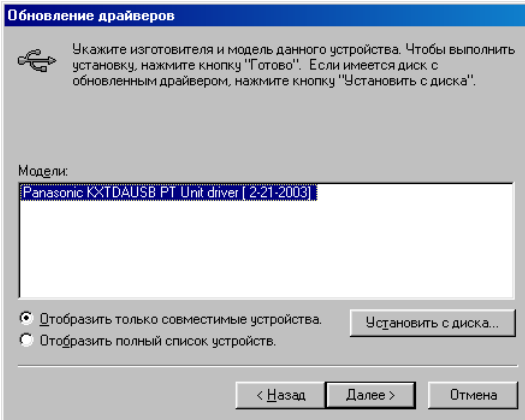 Обновление драйверов
Укажите изготовителя и модель данного устройства. Чтобы выполнить
установку, нажмите кнопку "Готово". Если имеется диск с
обновленным драйвером, нажмите кнопку "Установить с диска".
Модели:
Panasonic KXTDAUSB PT Unit driver [ 2-21-2003]
Отобразить только совместимые устройства.
Установить с диска...
Отобразить полный список устройств.
< Назад
Далее >
Отмена